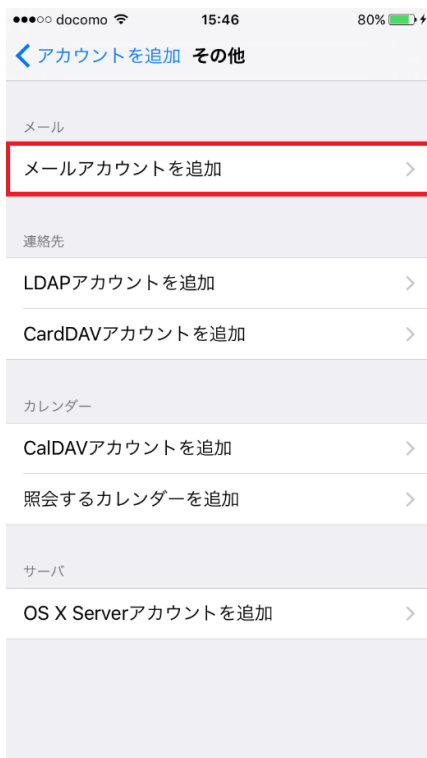 docomo 15:46 80%
アカウントを追加 その他
メール
メールアカウントを追加
連絡先
LDAPアカウントを追加
CardDAVアカウントを追加
カレンダー
CalDAVアカウントを追加
照会するカレンダーを追加
サーバ
OS X Serverアカウントを追加